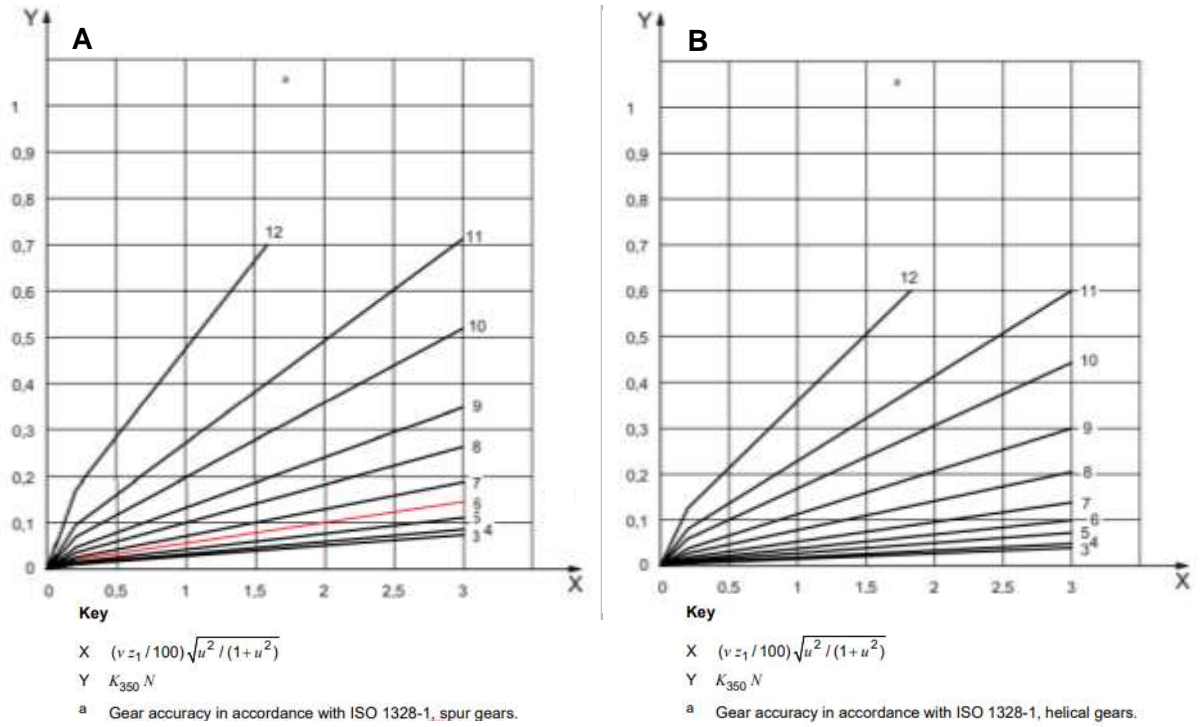 Y
A
a
1
0,9
0,8
0,7
0,6
0,5
0,4
0,3
0,2
0,1
0
12
11
10
9
8
7
6
5
4
3
0 0,5 1 1,5 2 2,5 3 X
Key
X (v z1 / 100) √u² / (1+u²)
Y K350 N
a Gear accuracy in accordance with ISO 1328-1, spur gears.
Y
B
a
1
0,9
0,8
0,7
0,6
0,5
0,4
0,3
0,2
0,1
0
12
11
10
9
8
7
6
5
4
3
0 0,5 1 1,5 2 2,5 3 X
Key
X (v z1 / 100) √u² / (1+u²)
Y K350 N
a Gear accuracy in accordance with ISO 1328-1, helical gears.